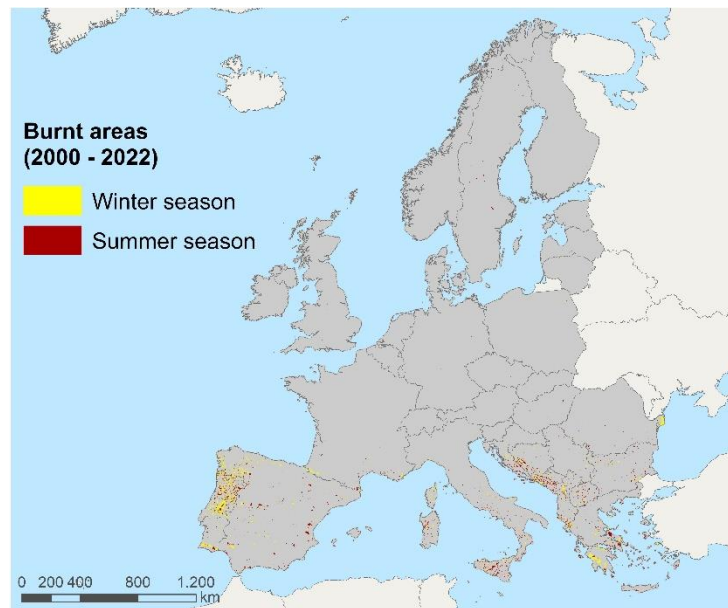 Burnt areas
(2000 - 2022)
Winter season
Summer season
0 200 400 800 1.200
km